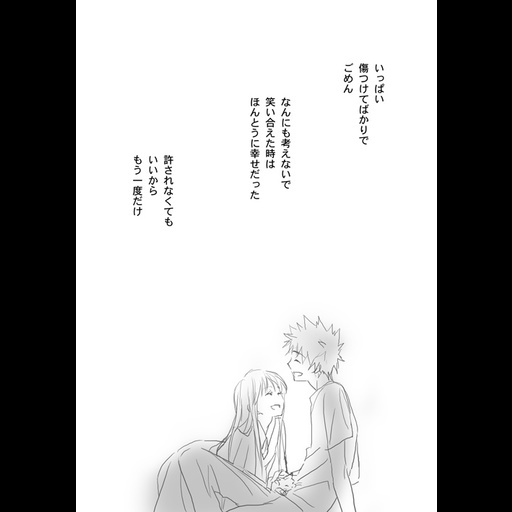 いっぱい
傷つけてばかりで
ごめん
なんにも考えないで
笑い合えた時は
ほんとうに幸せだった
許されなくても
いいから
もう一度だけ